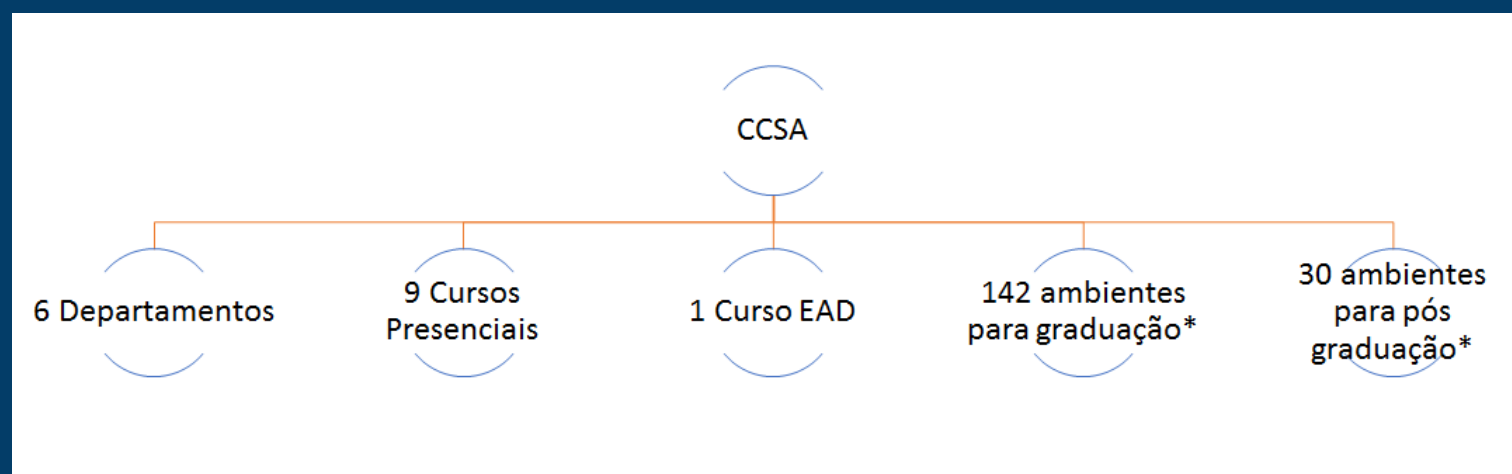 CCSA
6 Departamentos
9 Cursos
Presenciais
1 Curso EAD
142 ambientes
para graduação*
30 ambientes
para pós
graduação*